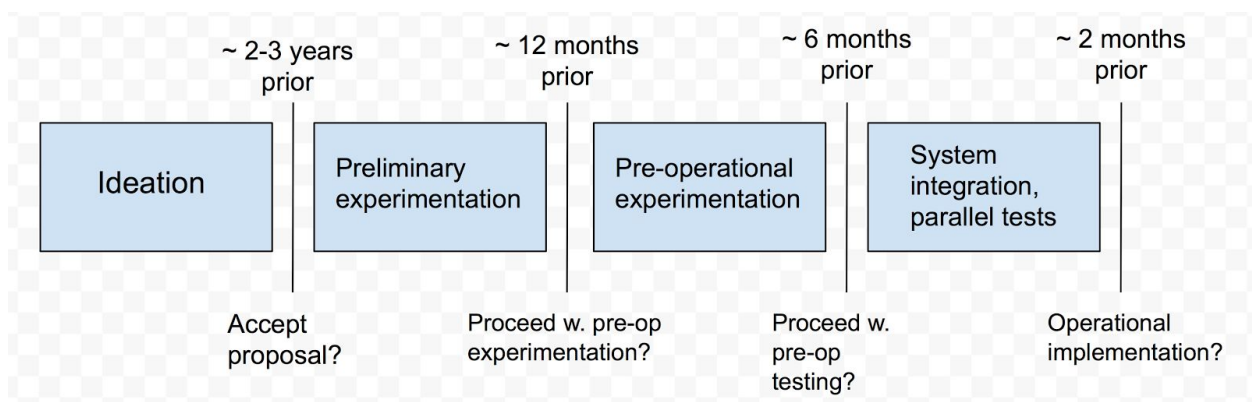 ~ 2-3 years
prior
~ 12 months
prior
~ 6 months
prior
~ 2 months
prior
Ideation
Preliminary
experimentation
Pre-operational
experimentation
System
integration,
parallel tests
Accept
proposal?
Proceed w. pre-op
experimentation?
Proceed w.
pre-op
testing?
Operational
implementation?